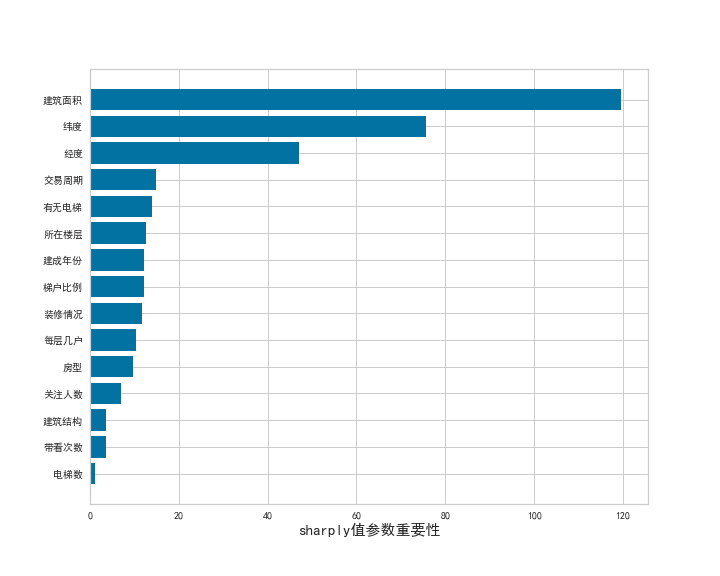 建筑面积
纬度
经度
交易周期
有无电梯
所在楼层
建成年份
梯户比例
装修情况
每层几户
房型
关注人数
建筑结构
带看次数
电梯数
0 20 40 60 80 100 120
sharply值参数重要性